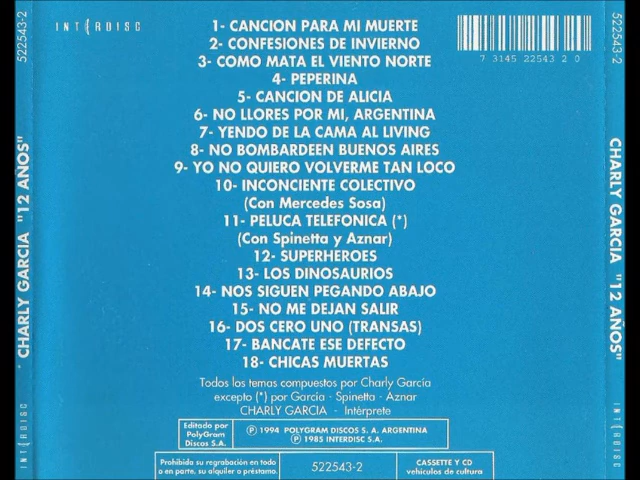 522543-2
CHARLY GARCIA "12 AÑOS"
INTERDISC
INTERDISC
1- CANCION PARA MI MUERTE
2- CONFESIONES DE INVIERNO
3- COMO MATA EL VIENTO NORTE
4- PEPERINA
5- CANCION DE ALICIA
6- NO LLORES POR MI, ARGENTINA
7- YENDO DE LA CAMA AL LIVING
8- NO BOMBARDEEN BUENOS AIRES
9- YO NO QUIERO VOLVERME TAN LOCO
10- INCONCIENTE COLECTIVO
(Con Mercedes Sosa)
11- PELUCA TELEFONICA (*)
(Con Spinetta y Aznar)
12- SUPERHEROES
13- LOS DINOSAURIOS
14- NOS SIGUEN PEGANDO ABAJO
15- NO ME DEJAN SALIR
16- DOS CERO UNO (TRANSAS)
17- BANCATE ESE DEFECTO
18- CHICAS MUERTAS
Todos los temas compuestos por Charly García
excepto (*) por García - Spinetta - Aznar
CHARLY GARCIA - Intérprete
Editado por
PolyGram
Discos S.A.
Ⓟ 1994 POLYGRAM DISCOS S. A. ARGENTINA
Ⓟ 1985 INTERDISC S.A.
Prohibida su regrabación en todo
o en parte, su alquiler o préstamo.
522543-2
CASSETTE Y CD
vehículos de cultura
7 31452 2543 2 0
522543-2
CHARLY GARCIA "12 AÑOS"
INTERDISC